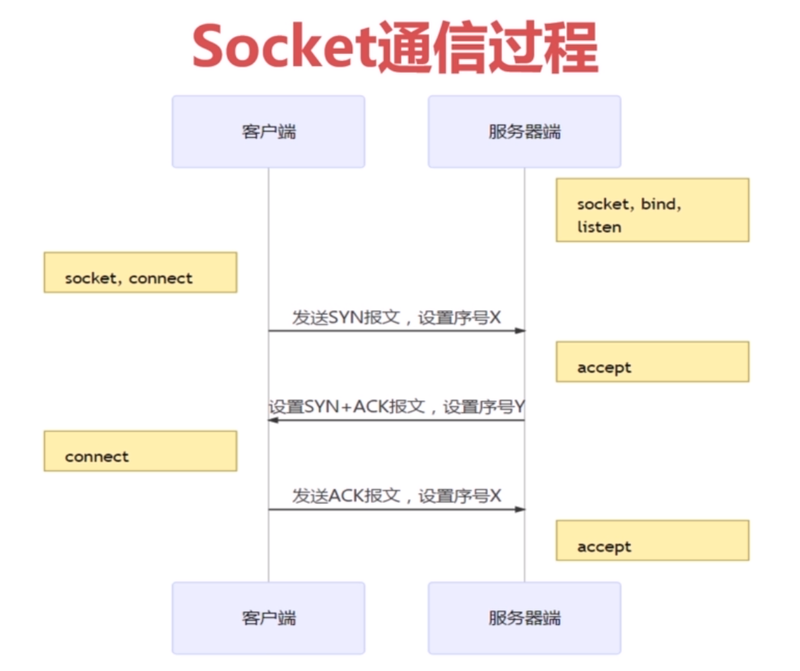 Socket通信过程
客户端
服务器端
socket, bind,
listen
socket, connect
发送SYN报文，设置序号X
accept
设置SYN+ACK报文，设置序号Y
connect
发送ACK报文，设置序号X
accept
客户端
服务器端